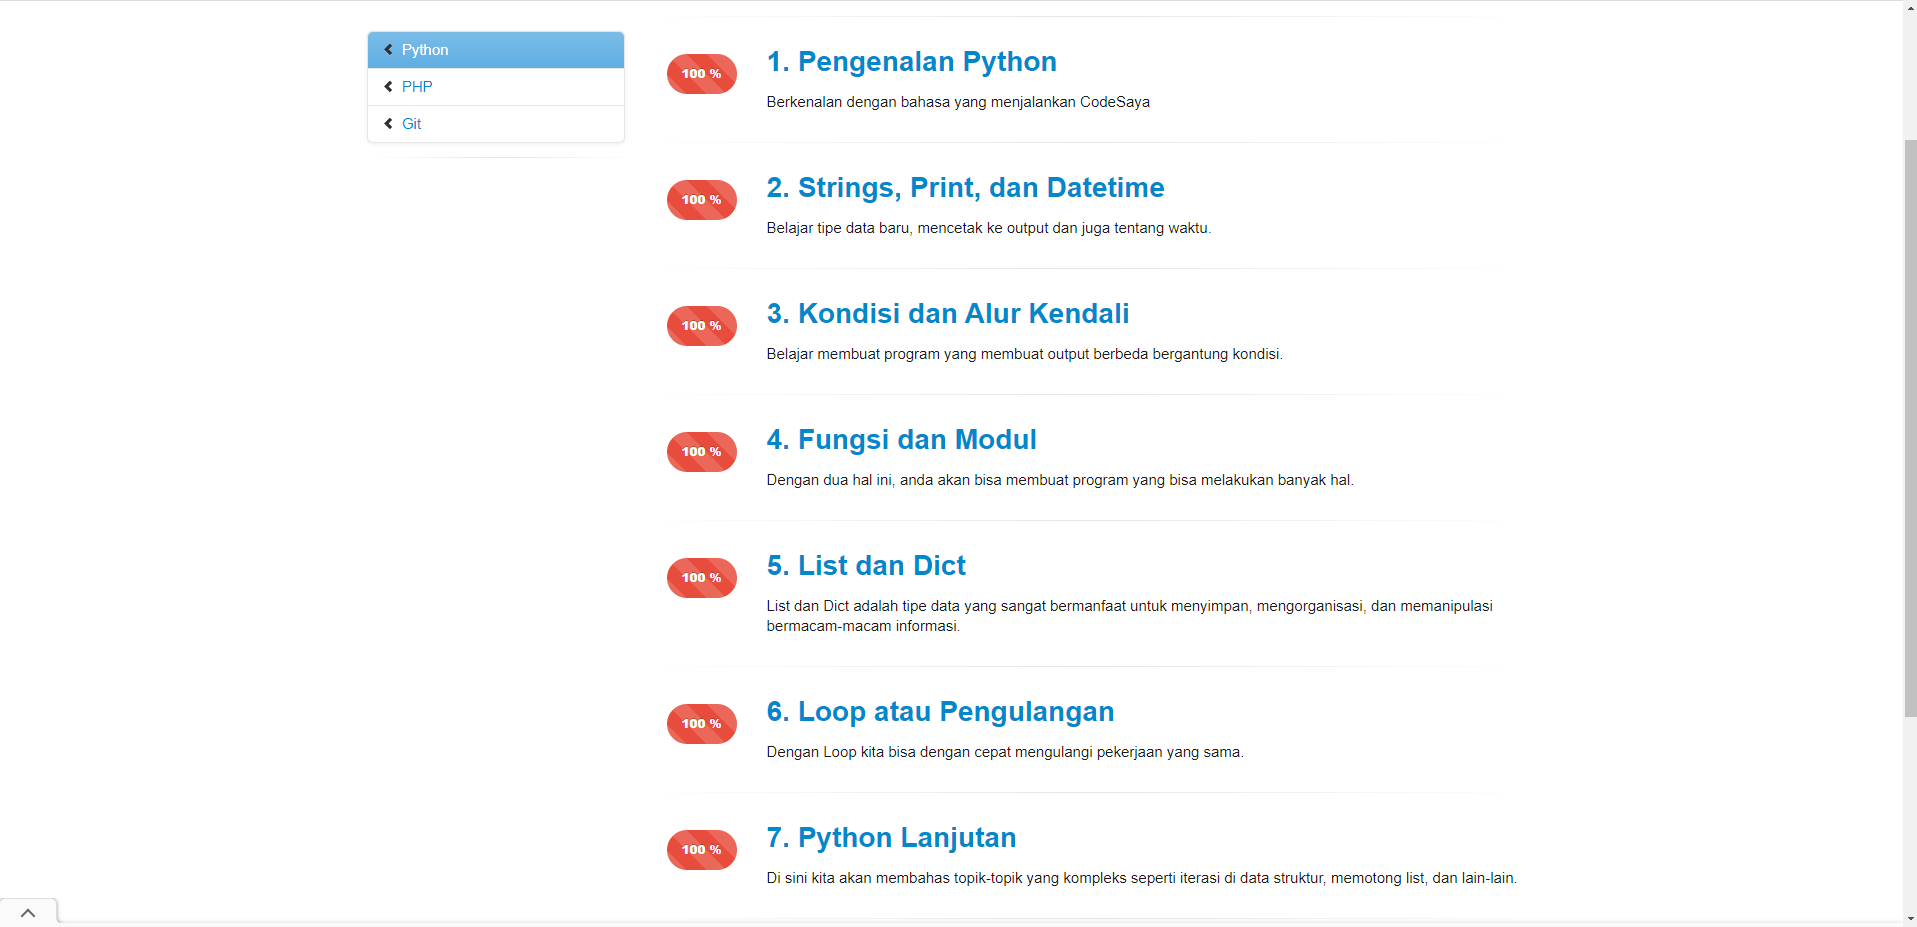 Python
PHP
Git
100 %
1. Pengenalan Python
Berkenalan dengan bahasa yang menjalankan CodeSaya
100 %
2. Strings, Print, dan Datetime
Belajar tipe data baru, mencetak ke output dan juga tentang waktu.
100 %
3. Kondisi dan Alur Kendali
Belajar membuat program yang membuat output berbeda bergantung kondisi.
100 %
4. Fungsi dan Modul
Dengan dua hal ini, anda akan bisa membuat program yang bisa melakukan banyak hal.
100 %
5. List dan Dict
List dan Dict adalah tipe data yang sangat bermanfaat untuk menyimpan, mengorganisasi, dan memanipulasi
bermacam-macam informasi.
100 %
6. Loop atau Pengulangan
Dengan Loop kita bisa dengan cepat mengulangi pekerjaan yang sama.
100 %
7. Python Lanjutan
Di sini kita akan membahas topik-topik yang kompleks seperti iterasi di data struktur, memotong list, dan lain-lain.